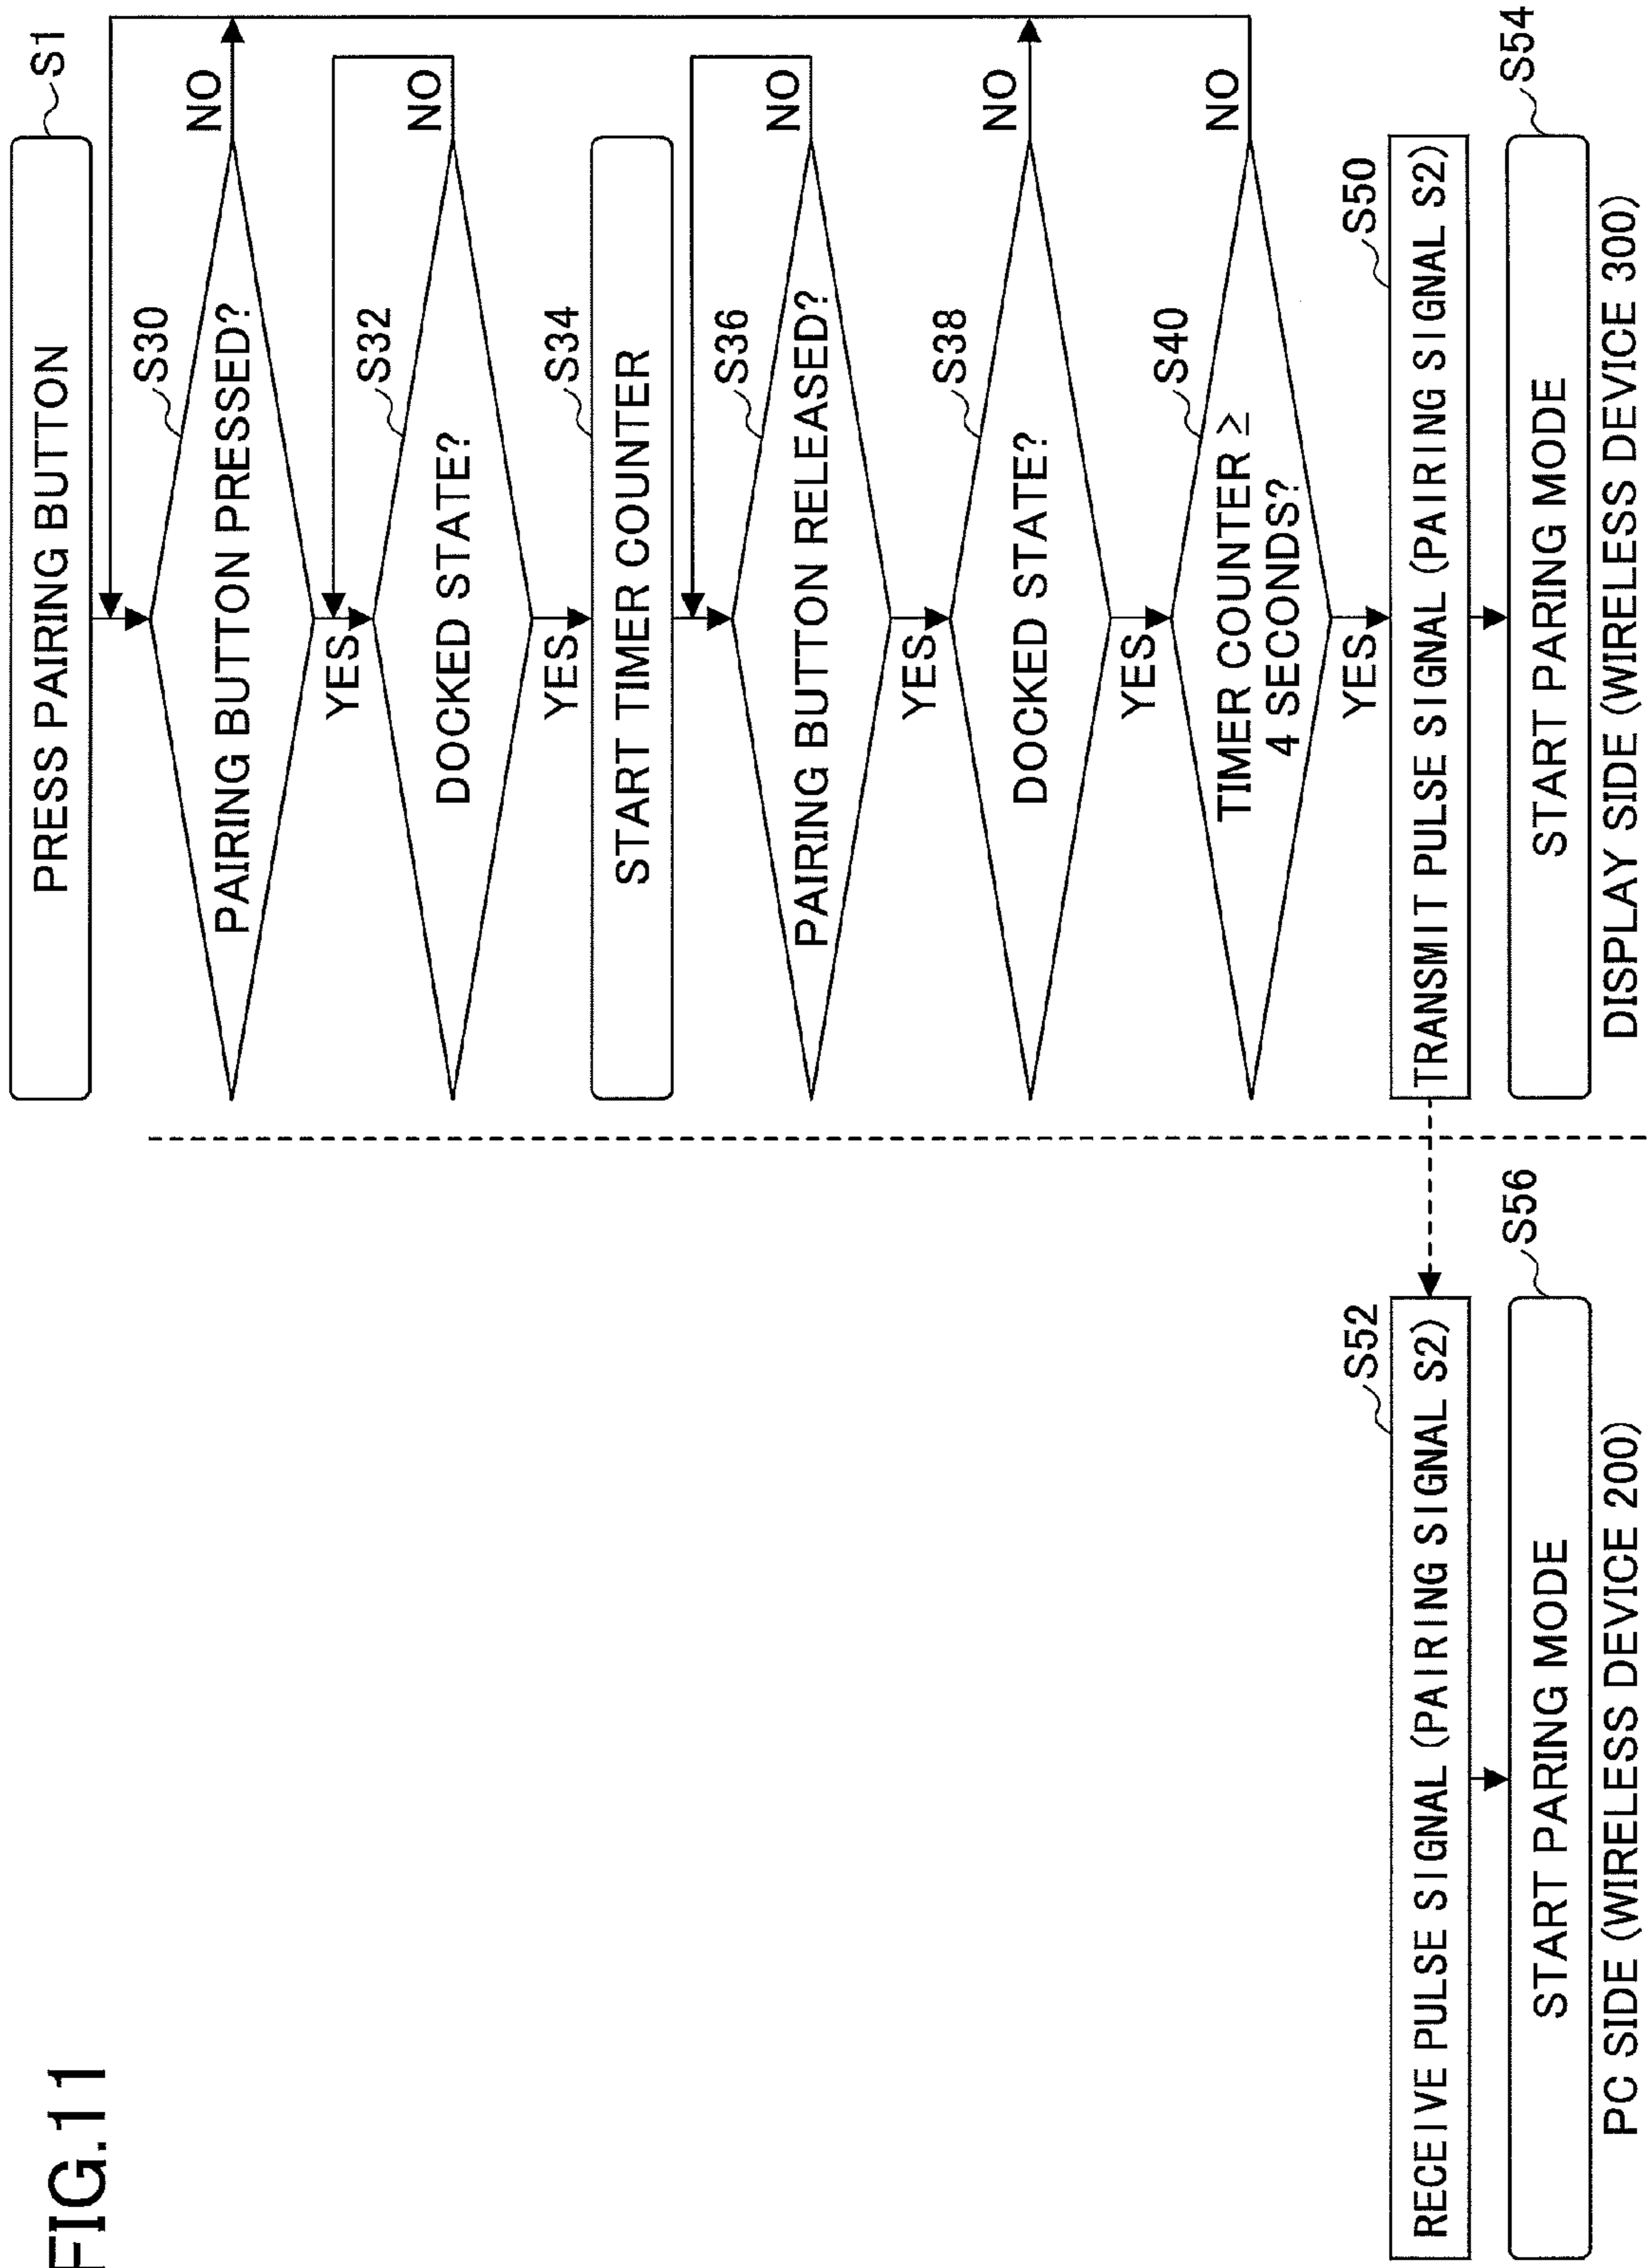 FIG.11
PRESS PAIRING BUTTON
S1
S30
PAIRING BUTTON PRESSED?
NO
YES
S32
DOCKED STATE?
NO
YES
S34
START TIMER COUNTER
S36
PAIRING BUTTON RELEASED?
NO
YES
S38
DOCKED STATE?
NO
YES
S40
TIMER COUNTER ≥
4 SECONDS?
NO
YES
S52
RECEIVE PULSE SIGNAL (PAIRING SIGNAL S2)
S50
TRANSMIT PULSE SIGNAL (PAIRING SIGNAL S2)
S56
START PARING MODE
S54
START PARING MODE
PC SIDE (WIRELESS DEVICE 200)
DISPLAY SIDE (WIRELESS DEVICE 300)